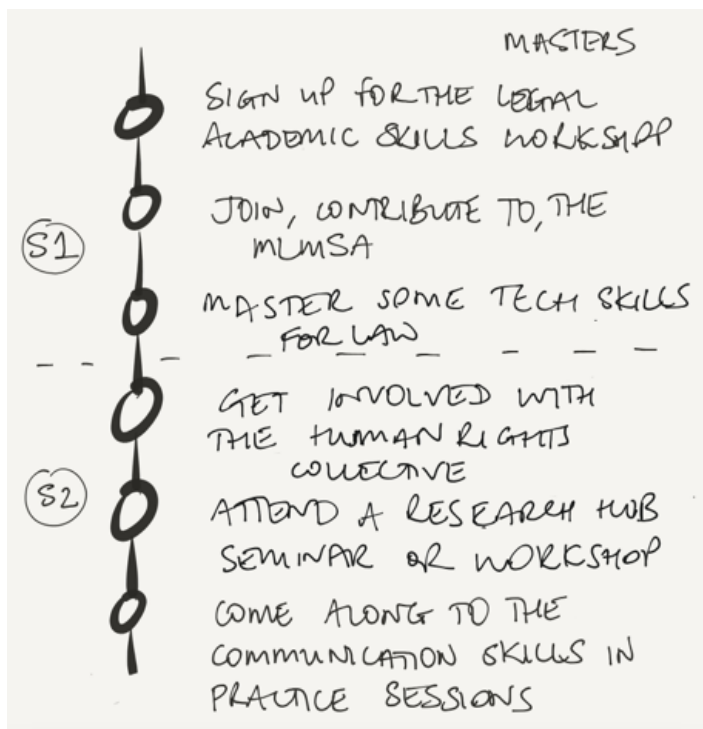 MASTERS
SIGN UP FOR THE LEGAL
ACADEMIC SKILLS WORKSHOP
S1
JOIN, CONTRIBUTE TO, THE
MLMSA
MASTER SOME TECH SKILLS
FOR LAW
GET INVOLVED WITH
THE HUMAN RIGHTS
COLLECTIVE
S2
ATTEND A RESEARCH HUB
SEMINAR OR WORKSHOP
COME ALONG TO THE
COMMUNICATION SKILLS IN
PRACTICE SESSIONS